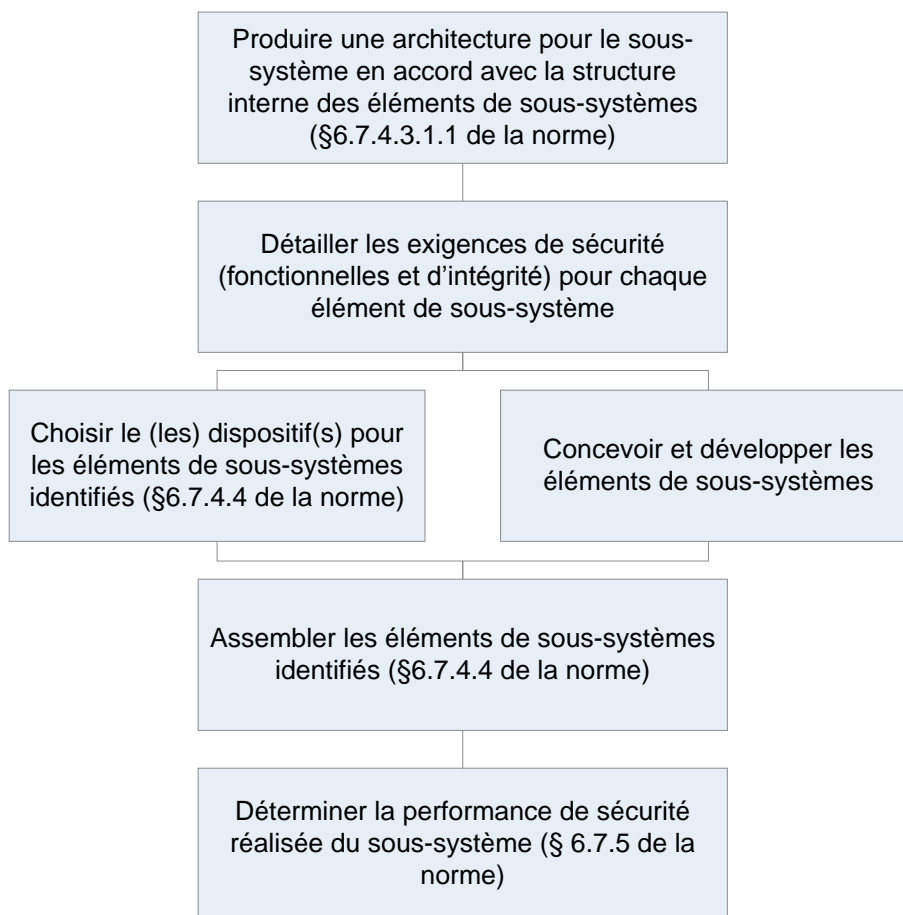 Produire une architecture pour le sous-
système en accord avec la structure
interne des éléments de sous-systèmes
(§6.7.4.3.1.1 de la norme)
Détailler les exigences de sécurité
(fonctionnelles et d’intégrité) pour chaque
élément de sous-système
Choisir le (les) dispositif(s) pour
les éléments de sous-systèmes
identifiés (§6.7.4.4 de la norme)
Concevoir et développer les
éléments de sous-systèmes
Assembler les éléments de sous-systèmes
identifiés (§6.7.4.4 de la norme)
Déterminer la performance de sécurité
réalisée du sous-système (§ 6.7.5 de la
norme)